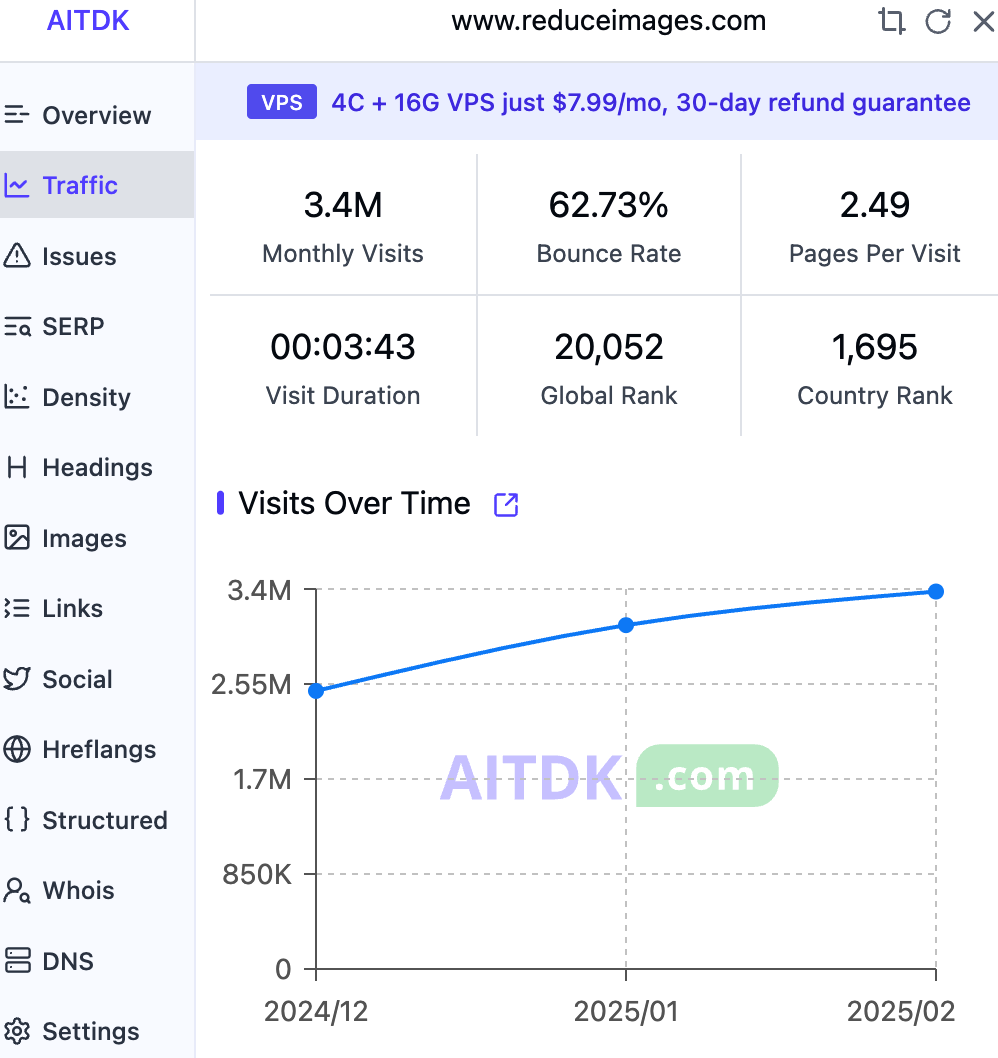 AITDK
www.reduceimages.com
VPS 4C + 16G VPS just $7.99/mo, 30-day refund guarantee
Overview
Traffic
Issues
SERP
Density
Headings
Images
Links
Social
Hreflangs
Structured
Whois
DNS
Settings
3.4M
Monthly Visits
62.73%
Bounce Rate
2.49
Pages Per Visit
00:03:43
Visit Duration
20,052
Global Rank
1,695
Country Rank
Visits Over Time
3.4M
2.55M
1.7M
850K
0
AITDK .com
2024/12
2025/01
2025/02